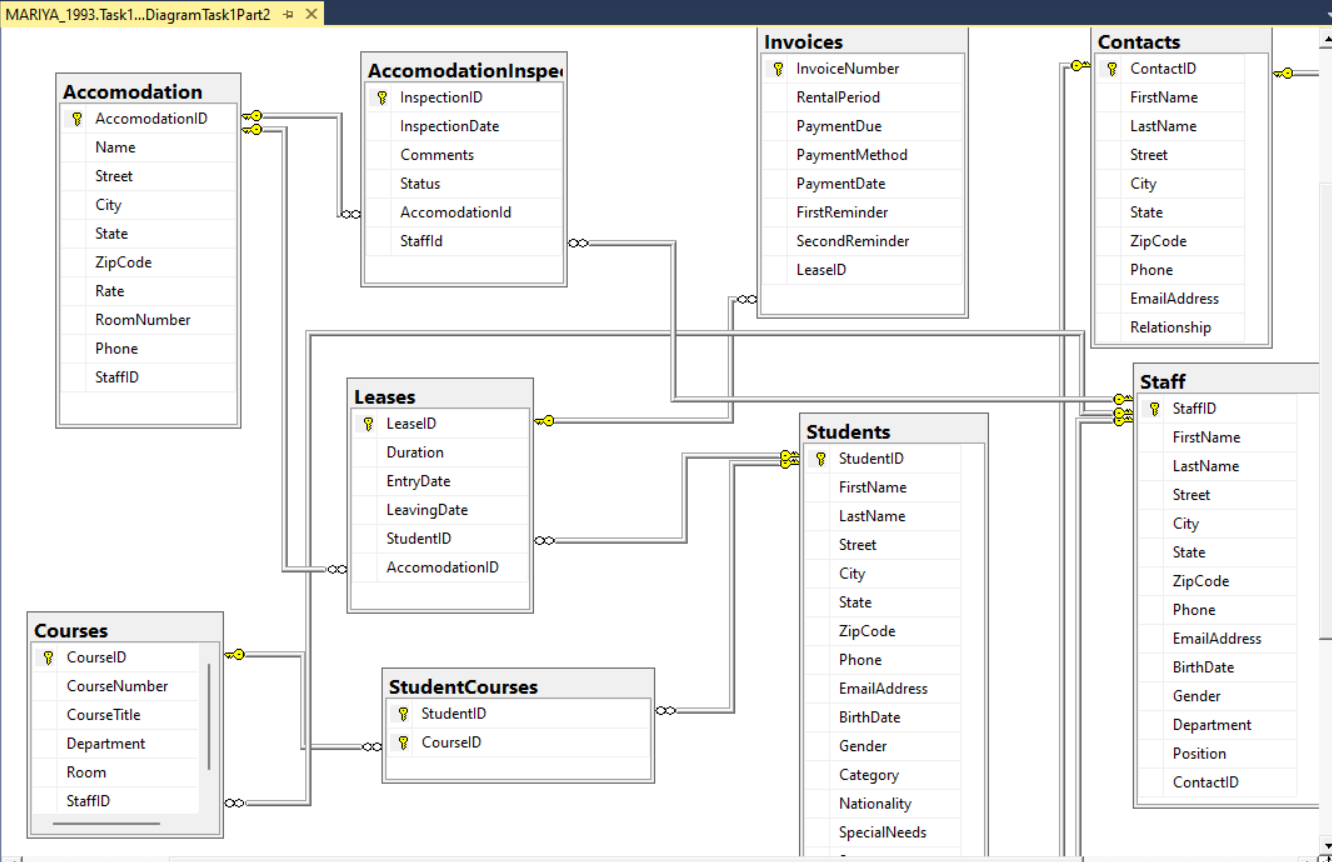 MARIYA_1993.Task1...DiagramTask1Part2
Accomodation
AccomodationID
Name
Street
City
State
ZipCode
Rate
RoomNumber
Phone
StaffID
AccomodationInspe
InspectionID
InspectionDate
Comments
Status
AccomodationId
StaffId
Invoices
InvoiceNumber
RentalPeriod
PaymentDue
PaymentMethod
PaymentDate
FirstReminder
SecondReminder
LeaseID
Contacts
ContactID
FirstName
LastName
Street
City
State
ZipCode
Phone
EmailAddress
Relationship
Leases
LeaseID
Duration
EntryDate
LeavingDate
StudentID
AccomodationID
Students
StudentID
FirstName
LastName
Street
City
State
ZipCode
Phone
EmailAddress
BirthDate
Gender
Category
Nationality
SpecialNeeds
Staff
StaffID
FirstName
LastName
Street
City
State
ZipCode
Phone
EmailAddress
BirthDate
Gender
Department
Position
ContactID
Courses
CourseID
CourseNumber
CourseTitle
Department
Room
StaffID
StudentCourses
StudentID
CourseID